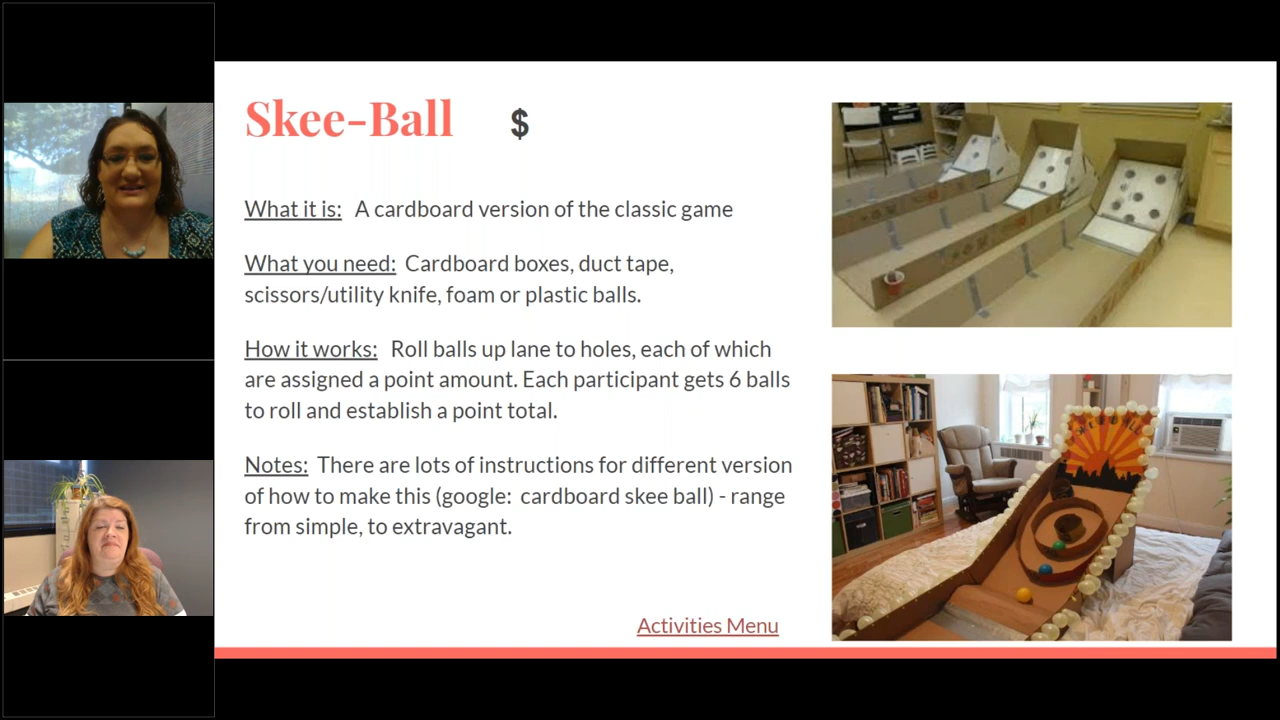 Skee-Ball $
What it is: A cardboard version of the classic game
What you need: Cardboard boxes, duct tape,
scissors/utility knife, foam or plastic balls.
How it works: Roll balls up lane to holes, each of which
are assigned a point amount. Each participant gets 6 balls
to roll and establish a point total.
Notes: There are lots of instructions for different version
of how to make this (google: cardboard skee ball) - range
from simple, to extravagant.
Activities Menu